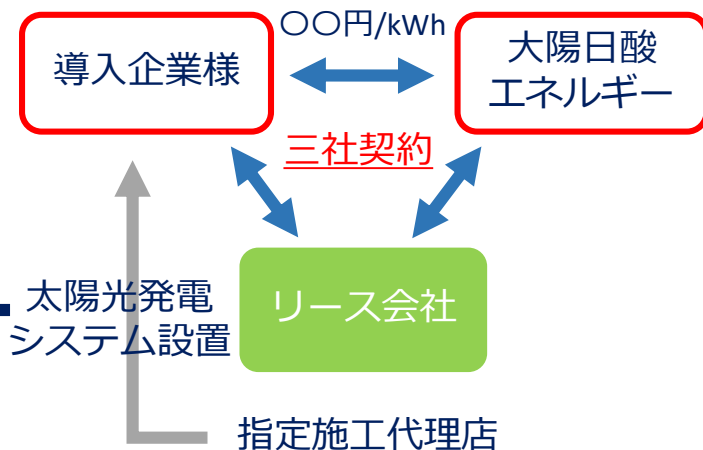 〇〇円/kWh
導入企業様
大陽日酸
エネルギー
三社契約
リース会社
太陽光発電
システム設置
指定施工代理店